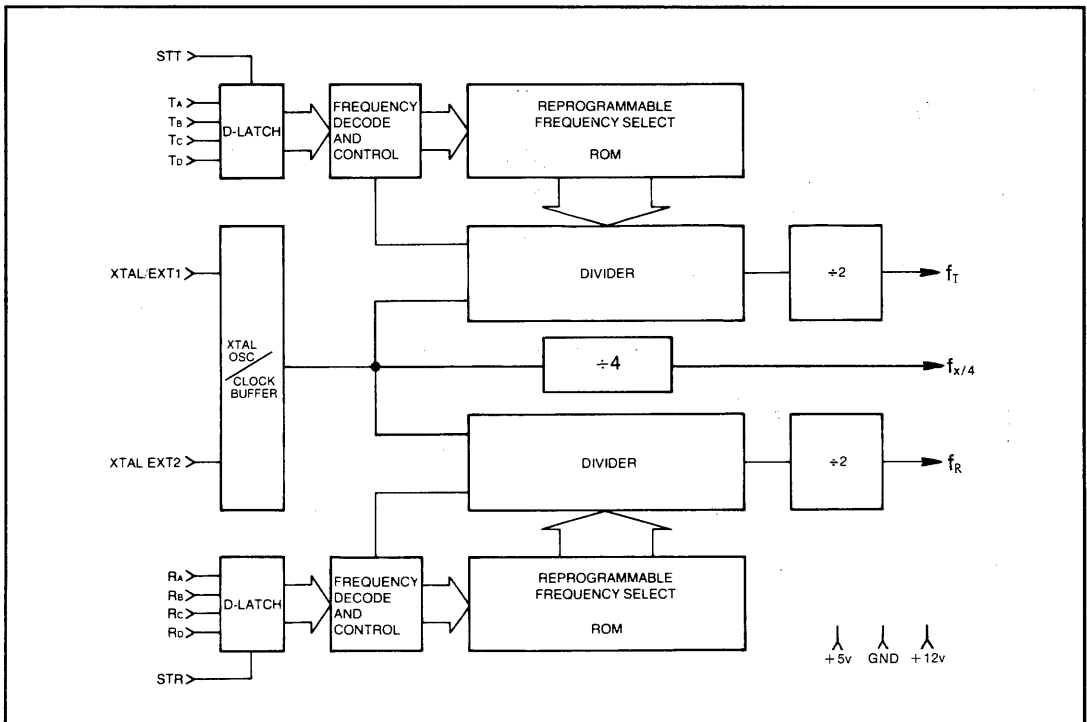 STT
TA
TB
TC
TD
D-LATCH
FREQUENCY
DECODE
AND
CONTROL
REPROGRAMMABLE
FREQUENCY SELECT
ROM
XTAL/EXT1
XTAL
OSC
CLOCK
BUFFER
XTAL EXT2
DIVIDER
÷2
fT
÷4
fx/4
DIVIDER
÷2
fR
RA
RB
RC
RD
D-LATCH
STR
FREQUENCY
DECODE
AND
CONTROL
REPROGRAMMABLE
FREQUENCY SELECT
ROM
+5v GND +12v